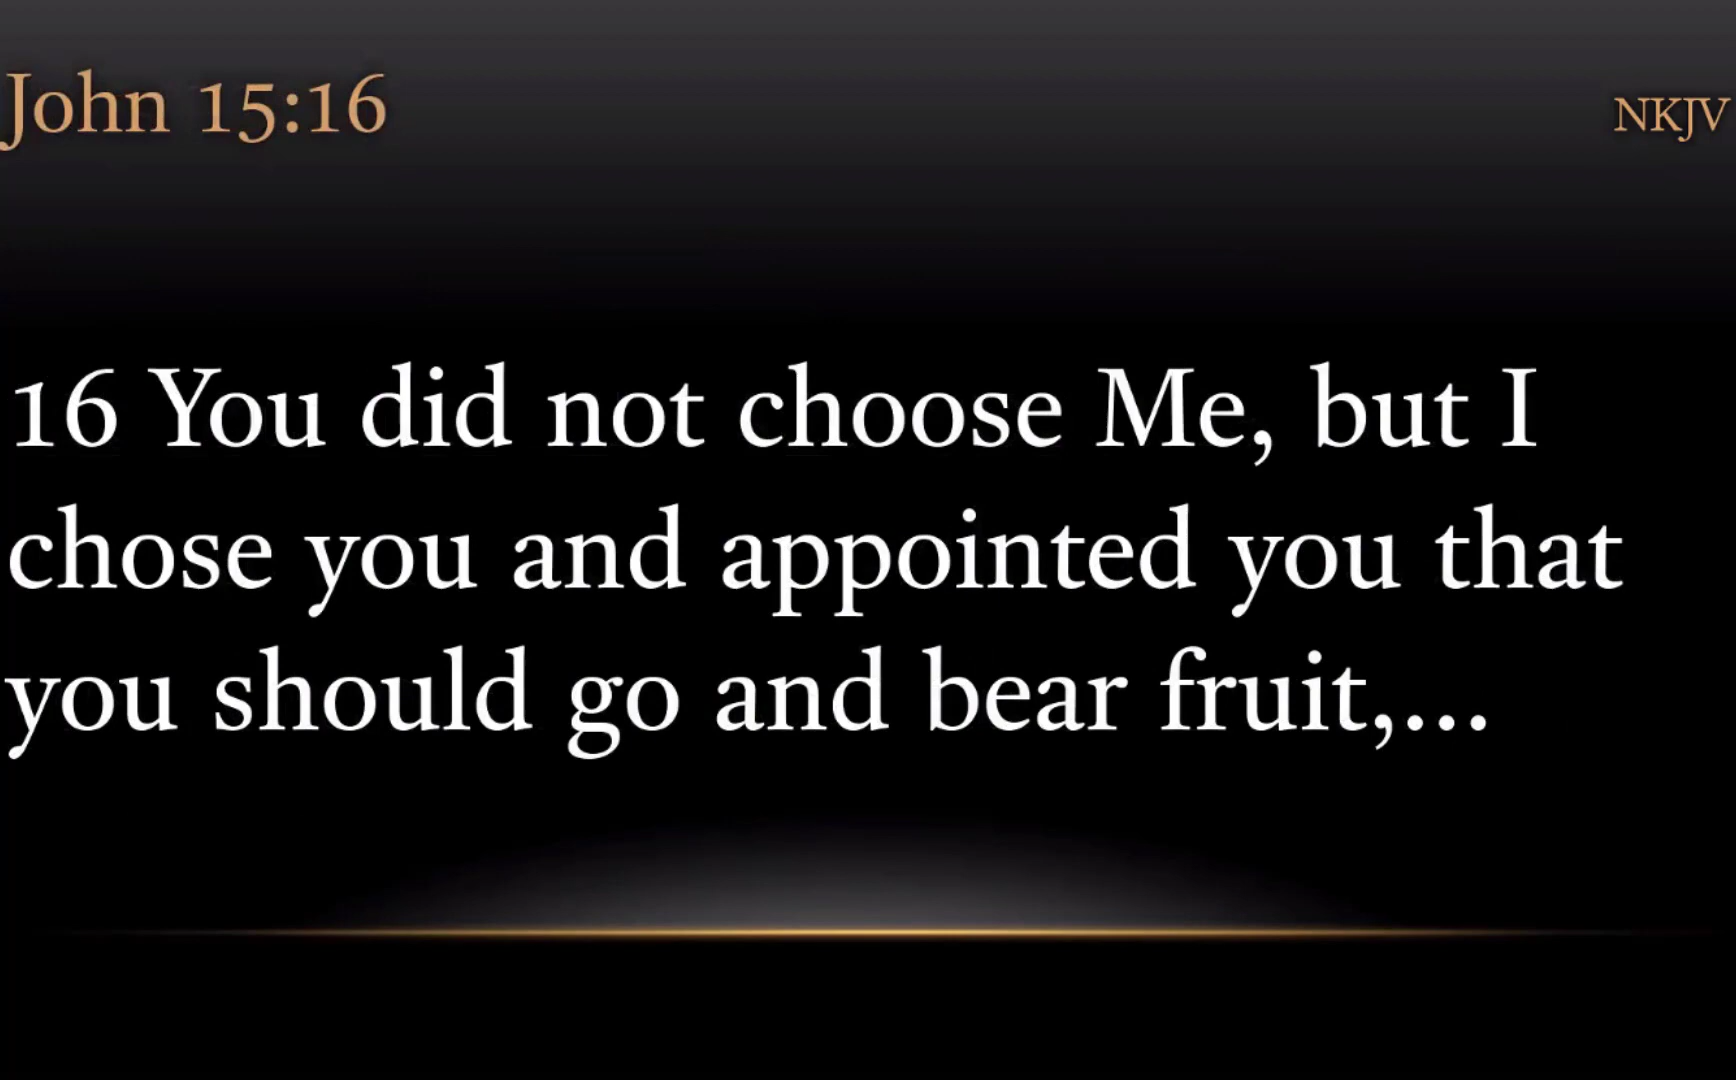 John 15:16
NKJV
16 You did not choose Me, but I
chose you and appointed you that
you should go and bear fruit,...